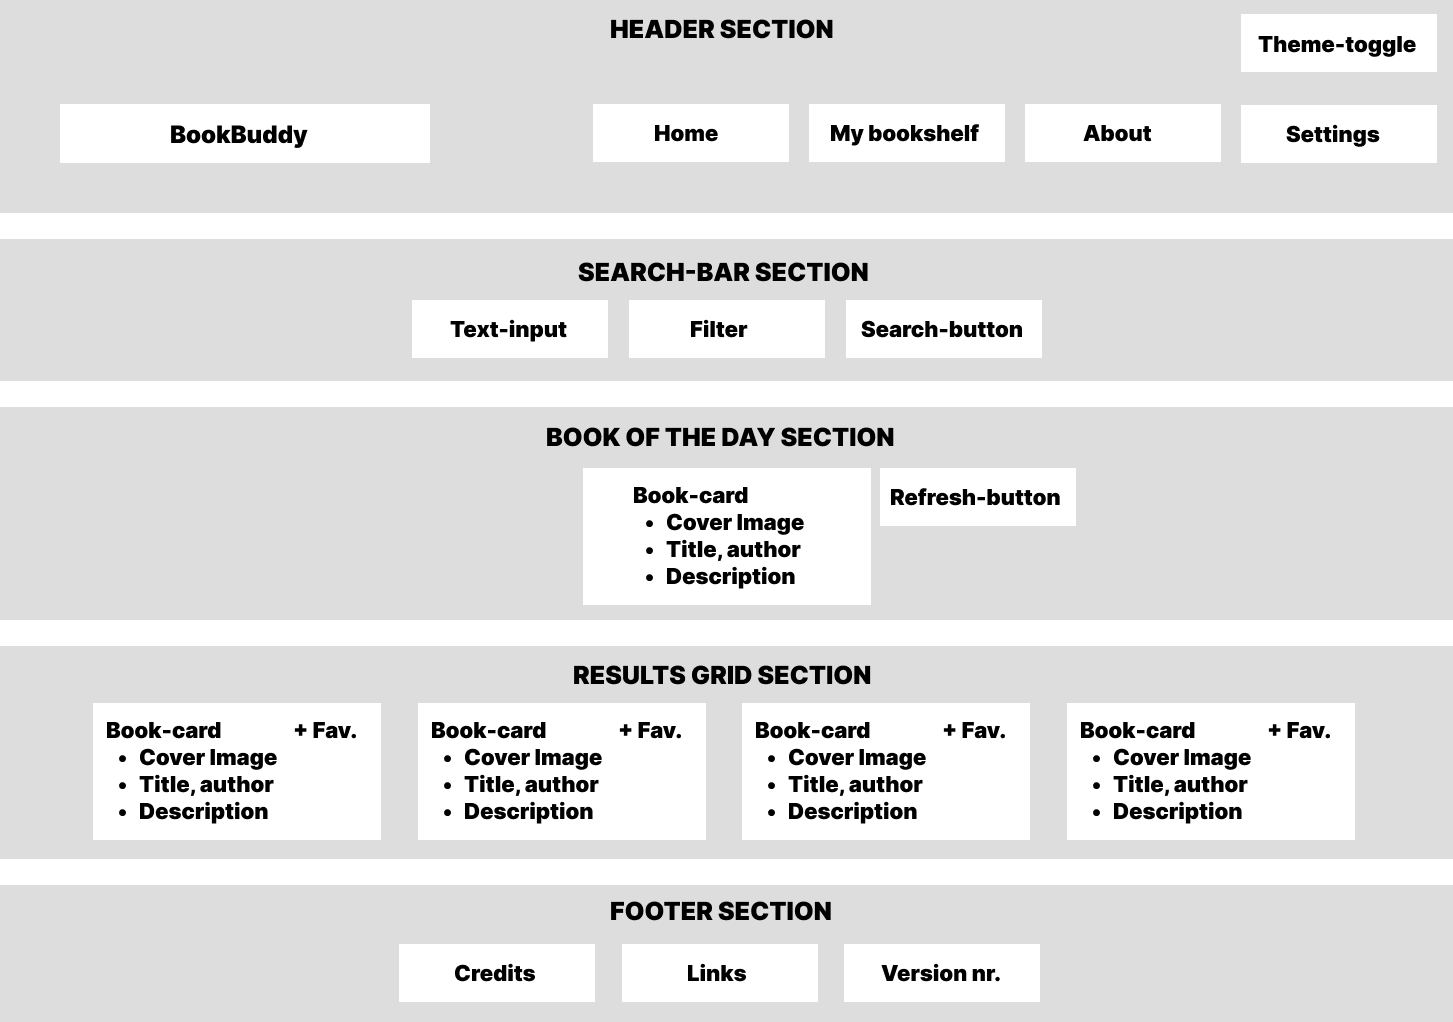 HEADER SECTION
Theme-toggle
BookBuddy
Home
My bookshelf
About
Settings
SEARCH-BAR SECTION
Text-input
Filter
Search-button
BOOK OF THE DAY SECTION
Book-card
• Cover Image
• Title, author
• Description
Refresh-button
RESULTS GRID SECTION
Book-card + Fav.
• Cover Image
• Title, author
• Description
Book-card + Fav.
• Cover Image
• Title, author
• Description
Book-card + Fav.
• Cover Image
• Title, author
• Description
Book-card + Fav.
• Cover Image
• Title, author
• Description
FOOTER SECTION
Credits
Links
Version nr.